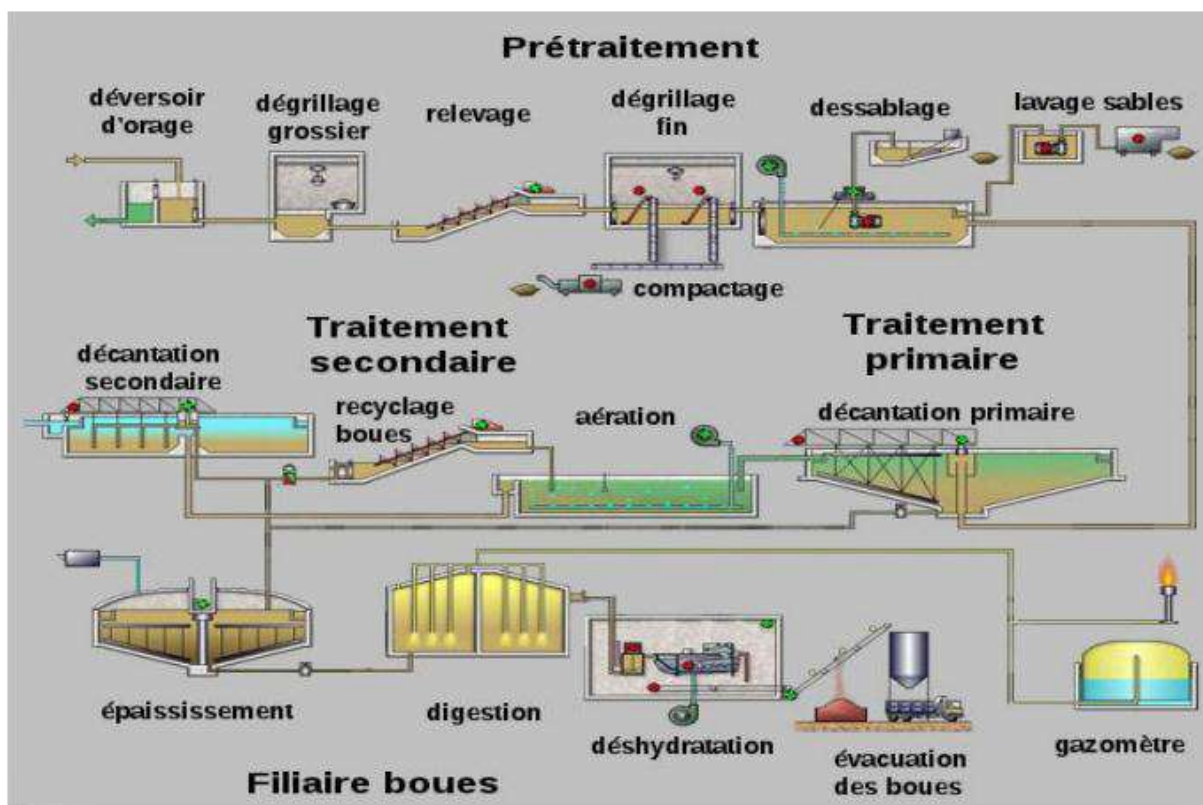 Prétraitement
déversoir
d'orage
dégrillage
grossier
relevage
dégrillage
fin
dessablage
lavage sables
compactage
Traitement
secondaire
Traitement
primaire
décantation
secondaire
recyclage
boues
aération
décantation primaire
épaississement
digestion
déshydratation
évacuation
des boues
gazomètre
Filiaire boues